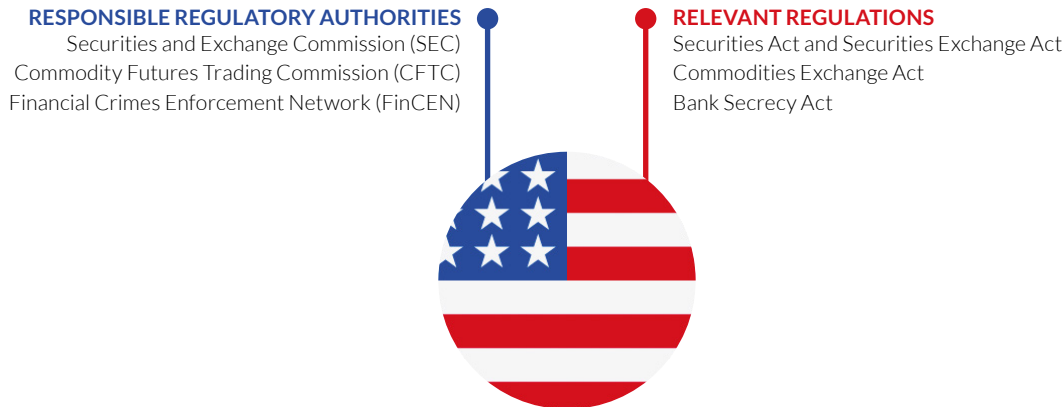 RESPONSIBLE REGULATORY AUTHORITIES
Securities and Exchange Commission (SEC)
Commodity Futures Trading Commission (CFTC)
Financial Crimes Enforcement Network (FinCEN)
RELEVANT REGULATIONS
Securities Act and Securities Exchange Act
Commodities Exchange Act
Bank Secrecy Act